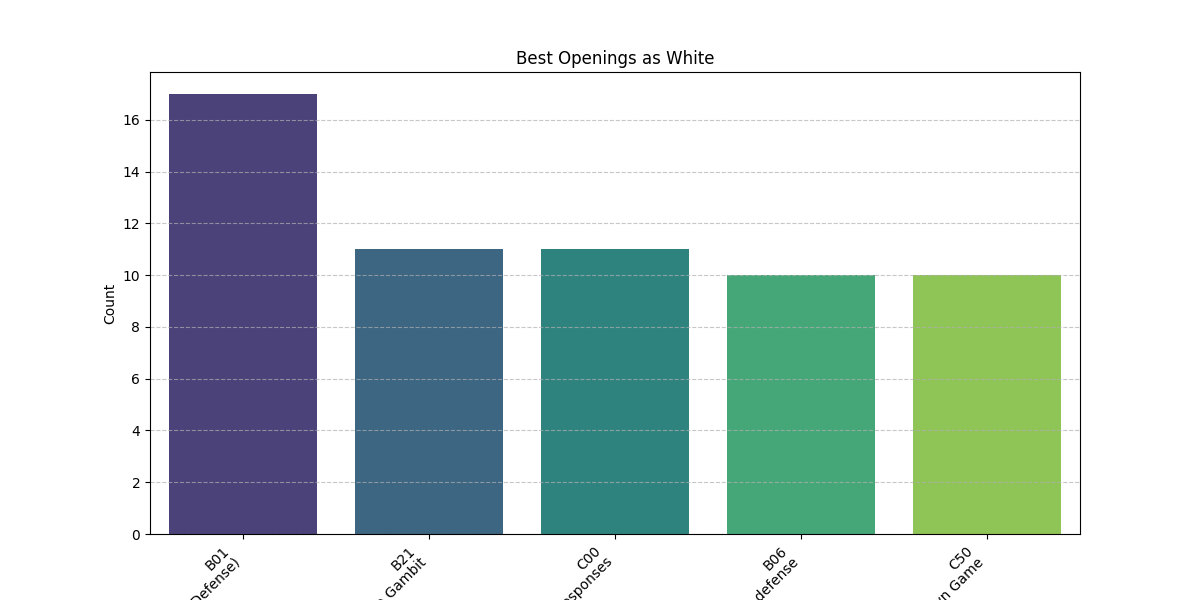 Best Openings as White
Count
16
14
12
10
8
6
4
2
0
B01
Defense)
B21
Gambit
C00
B06
defense
C50
Game